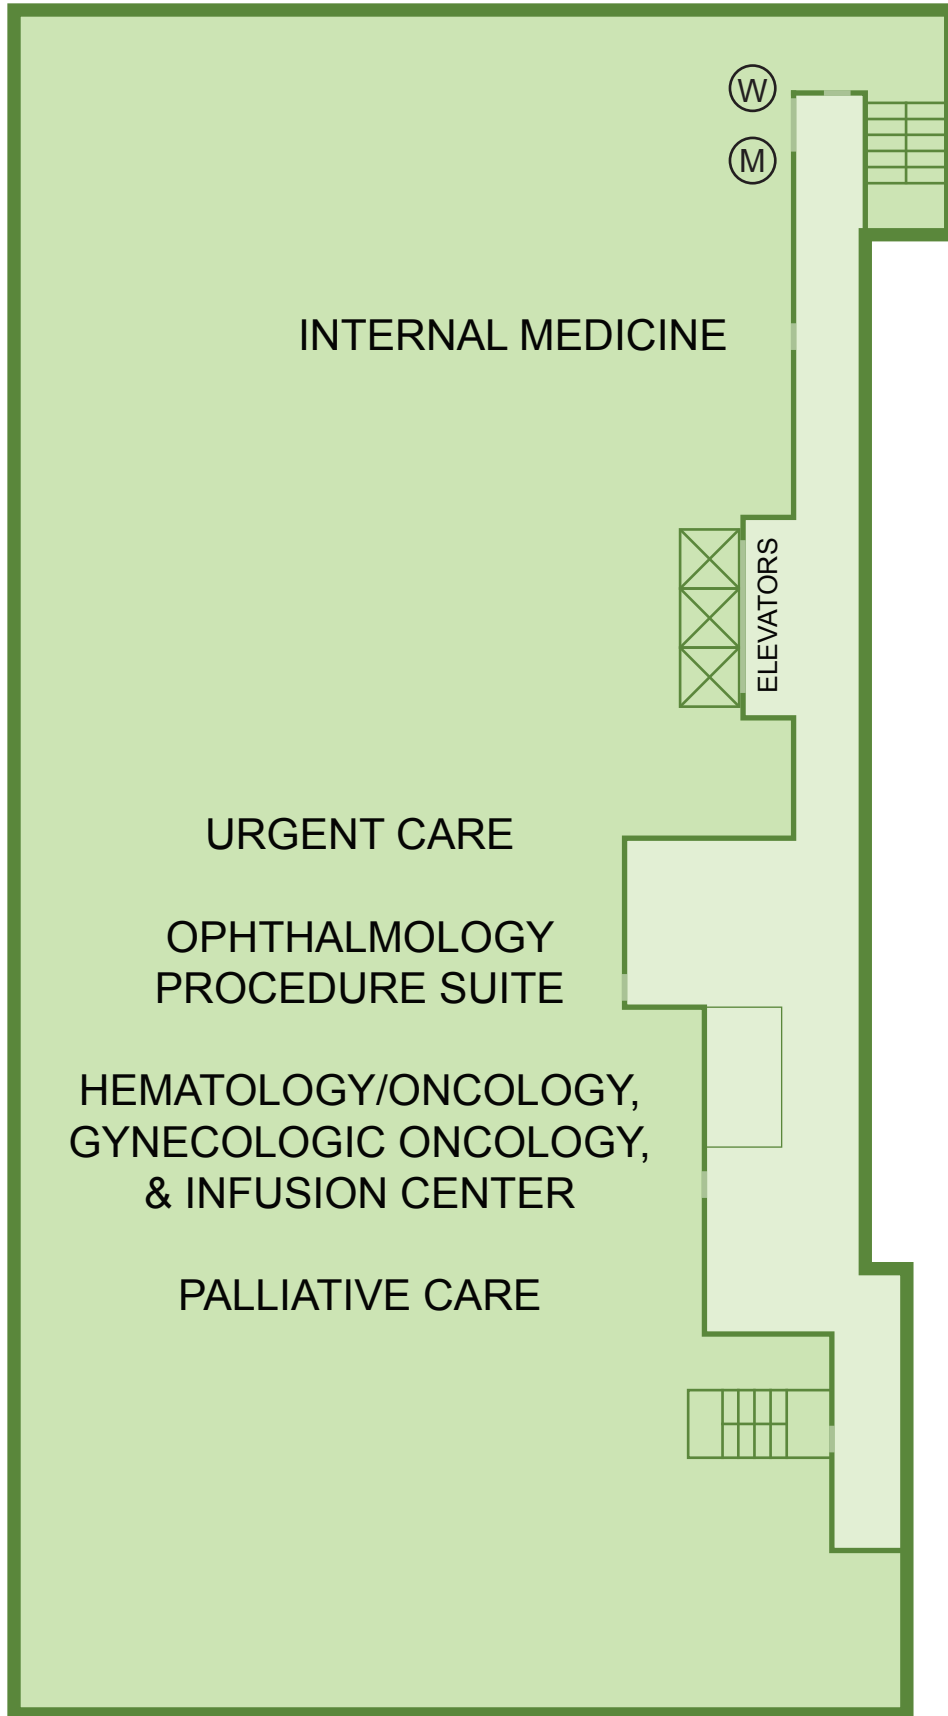 W
M
INTERNAL MEDICINE
ELEVATORS
URGENT CARE
OPHTHALMOLOGY
PROCEDURE SUITE
HEMATOLOGY/ONCOLOGY,
GYNECOLOGIC ONCOLOGY,
& INFUSION CENTER
PALLIATIVE CARE